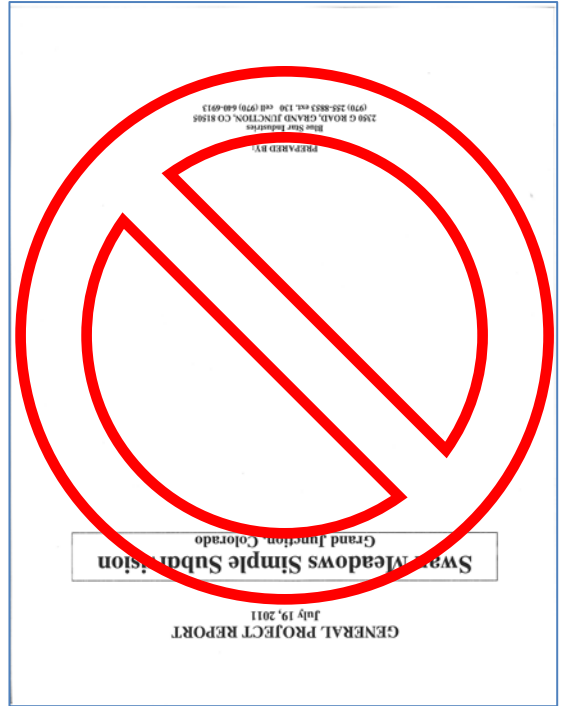 GENERAL PROJECT REPORT
July 19, 2011
Swan Meadows Simple Subdivision
Grand Junction, Colorado
PREPARED BY:
Blue Star Industries
2350 G ROAD, GRAND JUNCTION, CO 81505
(970) 255-8853 ext. 130 cell (970) 640-6913